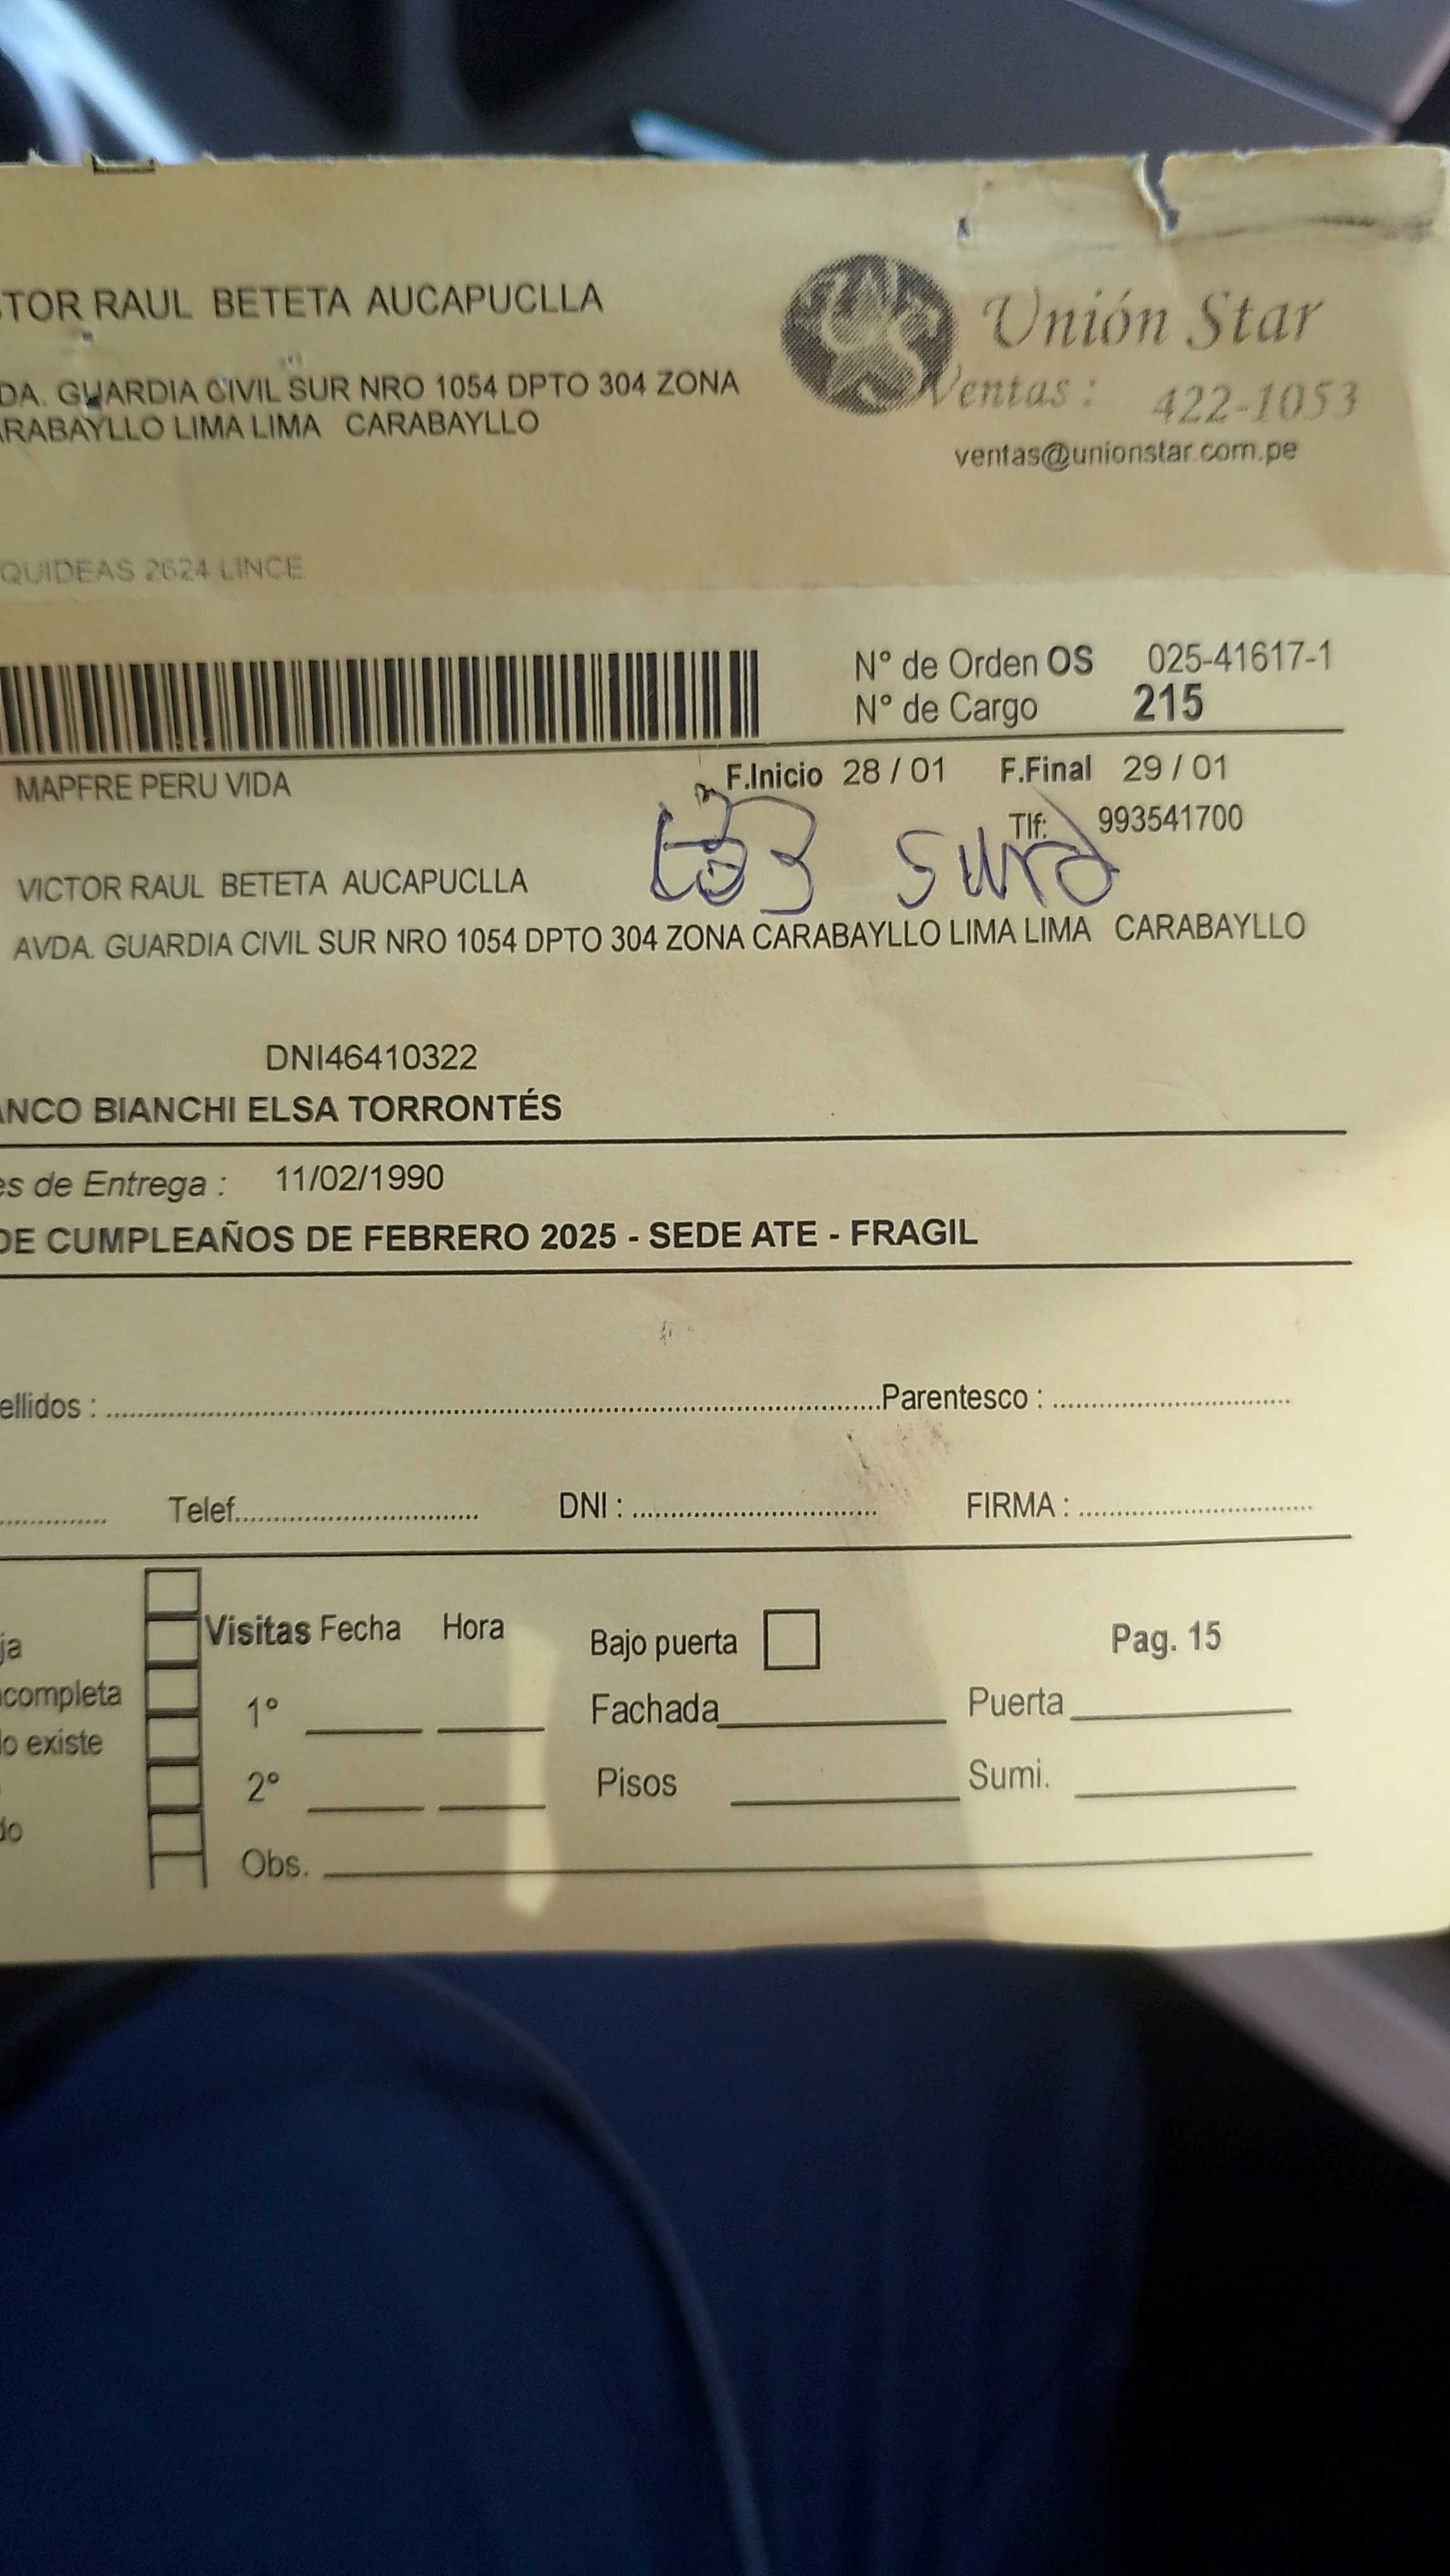 TOR RAUL BETETA AUCAPUCLLA
Unión Star
DA. GUARDIA CIVIL SUR NRO 1054 DPTO 304 ZONA
Ventas : 422-1053
ARABAYLLO LIMA LIMA CARABAYLLO
ventas@unionstar.com.pe
QUIDEAS 2624 LINCE
N° de Orden OS 025-41617-1
N° de Cargo 215
MAPFRE PERU VIDA
F.Inicio 28 / 01 F.Final 29 / 01
Tlf: 993541700
VICTOR RAUL BETETA AUCAPUCLLA
AVDA. GUARDIA CIVIL SUR NRO 1054 DPTO 304 ZONA CARABAYLLO LIMA LIMA CARABAYLLO
DNI46410322
ANCO BIANCHI ELSA TORRONTÉS
es de Entrega : 11/02/1990
DE CUMPLEAÑOS DE FEBRERO 2025 - SEDE ATE - FRAGIL
ellidos : Parentesco :
Telef. DNI : FIRMA :
Visitas Fecha Hora Bajo puerta Pag. 15
ja
completa 1° Fachada Puerta
o existe
2° Pisos Sumi.
do
Obs.